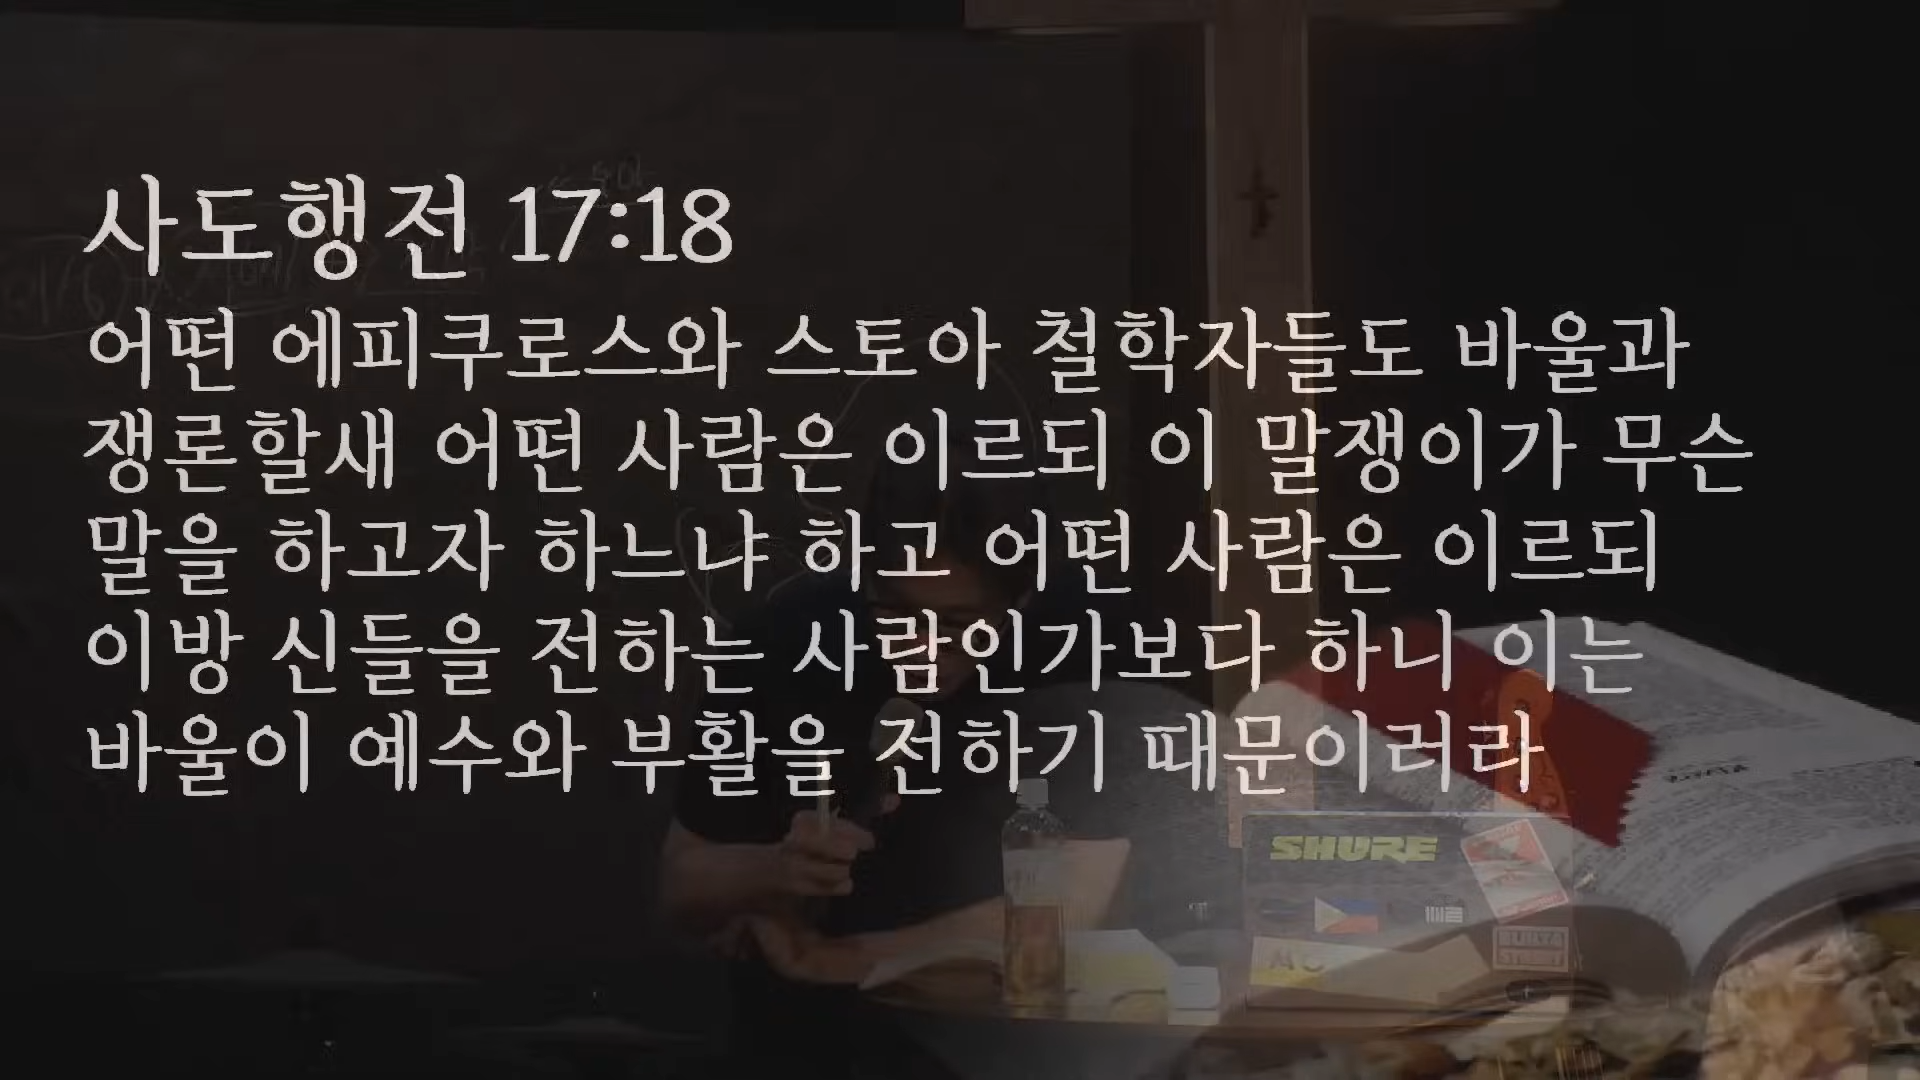 사도행전 17:18
어떤 에피쿠로스와 스토아 철학자들도 바울과
쟁론할새 어떤 사람은 이르되 이 말쟁이가 무슨
말을 하고자 하느냐 하고 어떤 사람은 이르되
이방 신들을 전하는 사람인가보다 하니 이는
바울이 예수와 부활을 전하기 때문이러라
SHURE